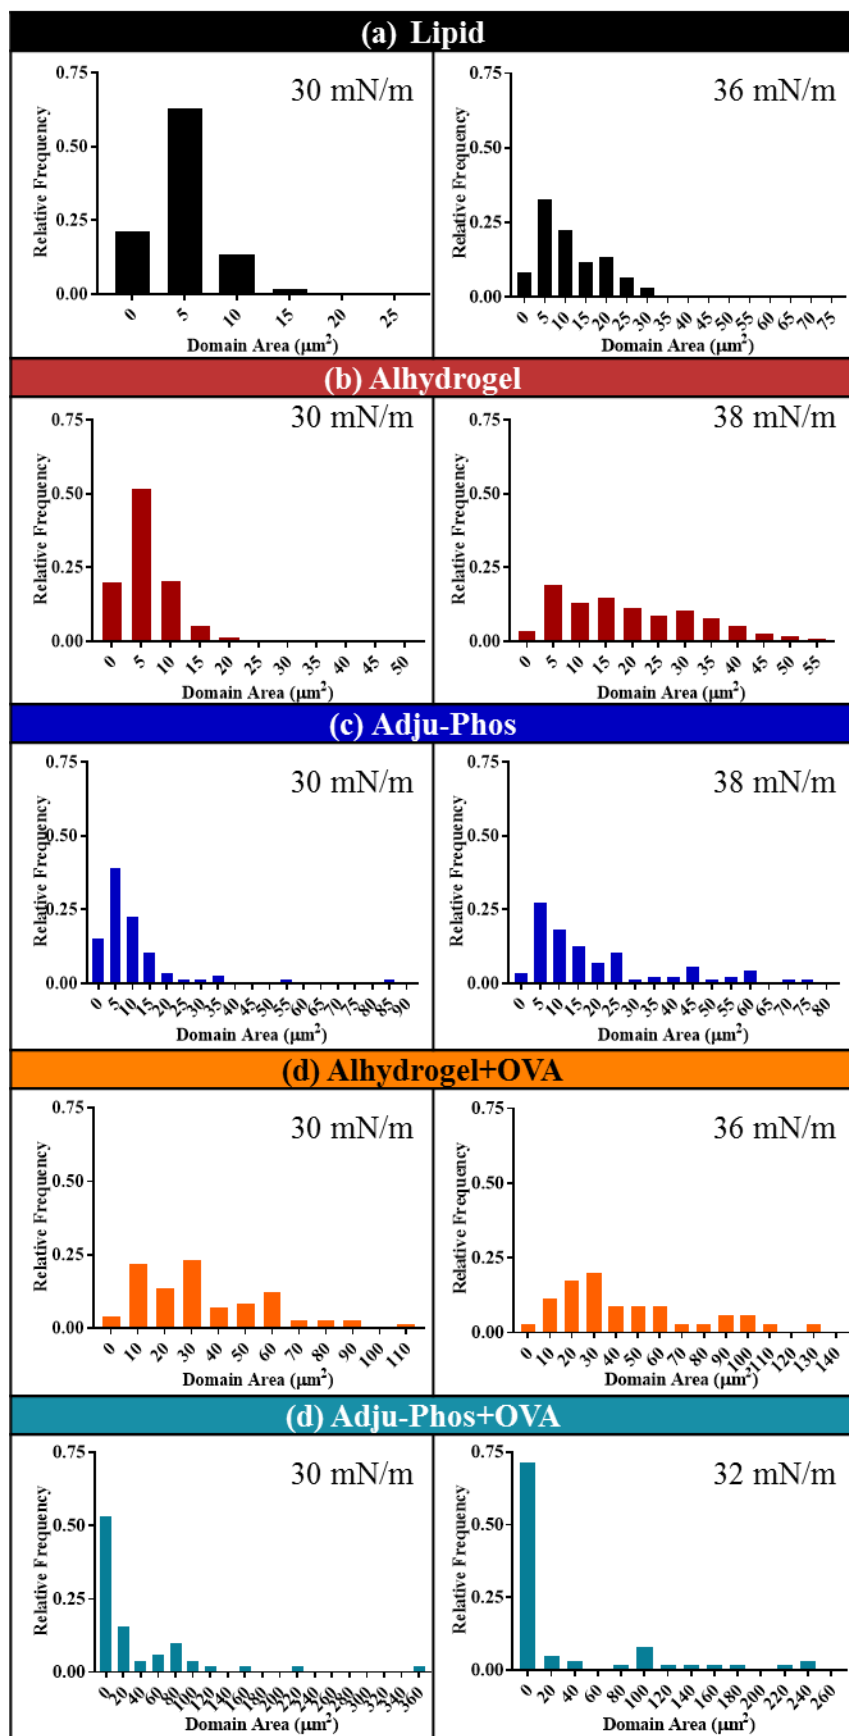 (a) Lipid
30 mN/m
Relative Frequency
0.75
0.50
0.25
0.00
0 5 10 15 20 25
Domain Area (μm²)
36 mN/m
Relative Frequency
0.75
0.50
0.25
0.00
0 5 10 15 20 25 30 35 40 45 50 55 60 65 70 75
Domain Area (μm²)
(b) Alhydrogel
30 mN/m
Relative Frequency
0.75
0.50
0.25
0.00
0 5 10 15 20 25 30 35 40 45 50
Domain Area (μm²)
38 mN/m
Relative Frequency
0.75
0.50
0.25
0.00
0 5 10 15 20 25 30 35 40 45 50 55
Domain Area (μm²)
(c) Adju-Phos
30 mN/m
Relative Frequency
0.75
0.50
0.25
0.00
0 5 10 15 20 25 30 35 40 45 55 60 65 70 75 80 85 90
Domain Area (μm²)
38 mN/m
Relative Frequency
0.75
0.50
0.25
0.00
0 5 10 15 20 25 30 35 40 45 50 55 60 65 70 75 80
Domain Area (μm²)
(d) Alhydrogel+OVA
30 mN/m
Relative Frequency
0.75
0.50
0.25
0.00
0 10 20 30 40 50 60 70 80 90 100 110
Domain Area (μm²)
36 mN/m
Relative Frequency
0.75
0.50
0.25
0.00
0 10 20 30 40 50 60 70 80 90 100 110 120 130 140
Domain Area (μm²)
(d) Adju-Phos+OVA
30 mN/m
Relative Frequency
0.75
0.50
0.25
0.00
0 20 40 60 80 100 120 140 160 180 200 220 240 260 280 300 320 340 360
Domain Area (μm²)
32 mN/m
Relative Frequency
0.75
0.50
0.25
0.00
0 20 40 60 80 100 120 140 160 180 200 220 240 260
Domain Area (μm²)